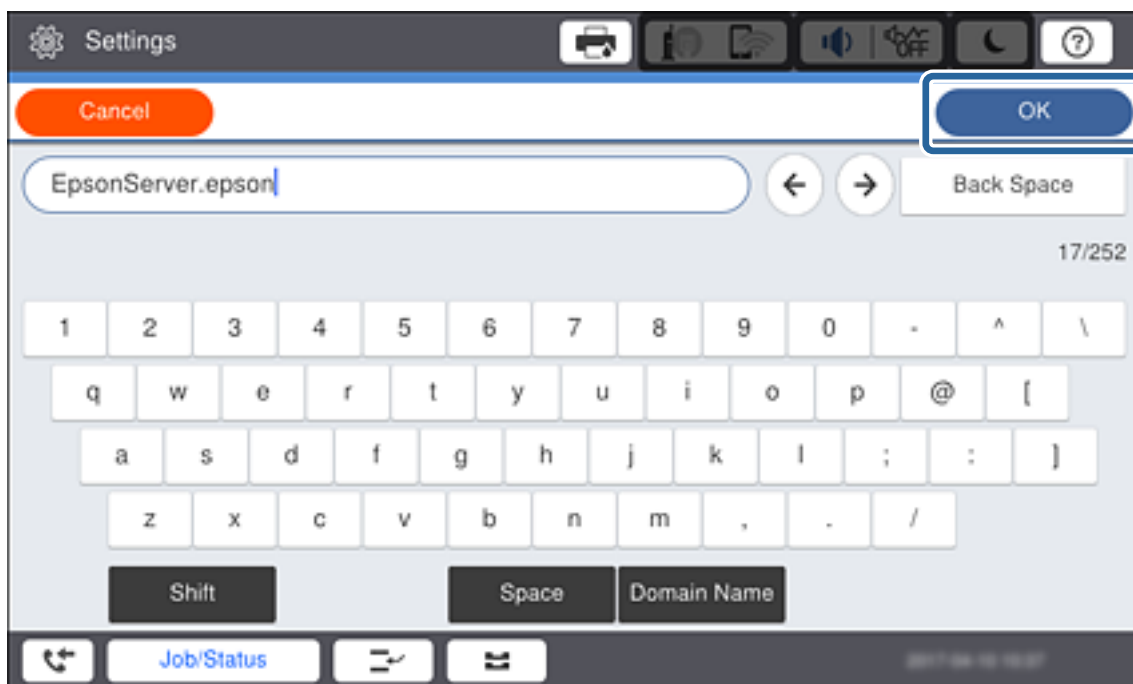 Settings
OFF
?
Cancel
OK
EpsonServer.epson
← → Back Space
17/252
1 2 3 4 5 6 7 8 9 0 - ^ \
q w e r t y u i o p @ [
a s d f g h j k l ; : ]
z x c v b n m , . /
Shift Space Domain Name
Job/Status